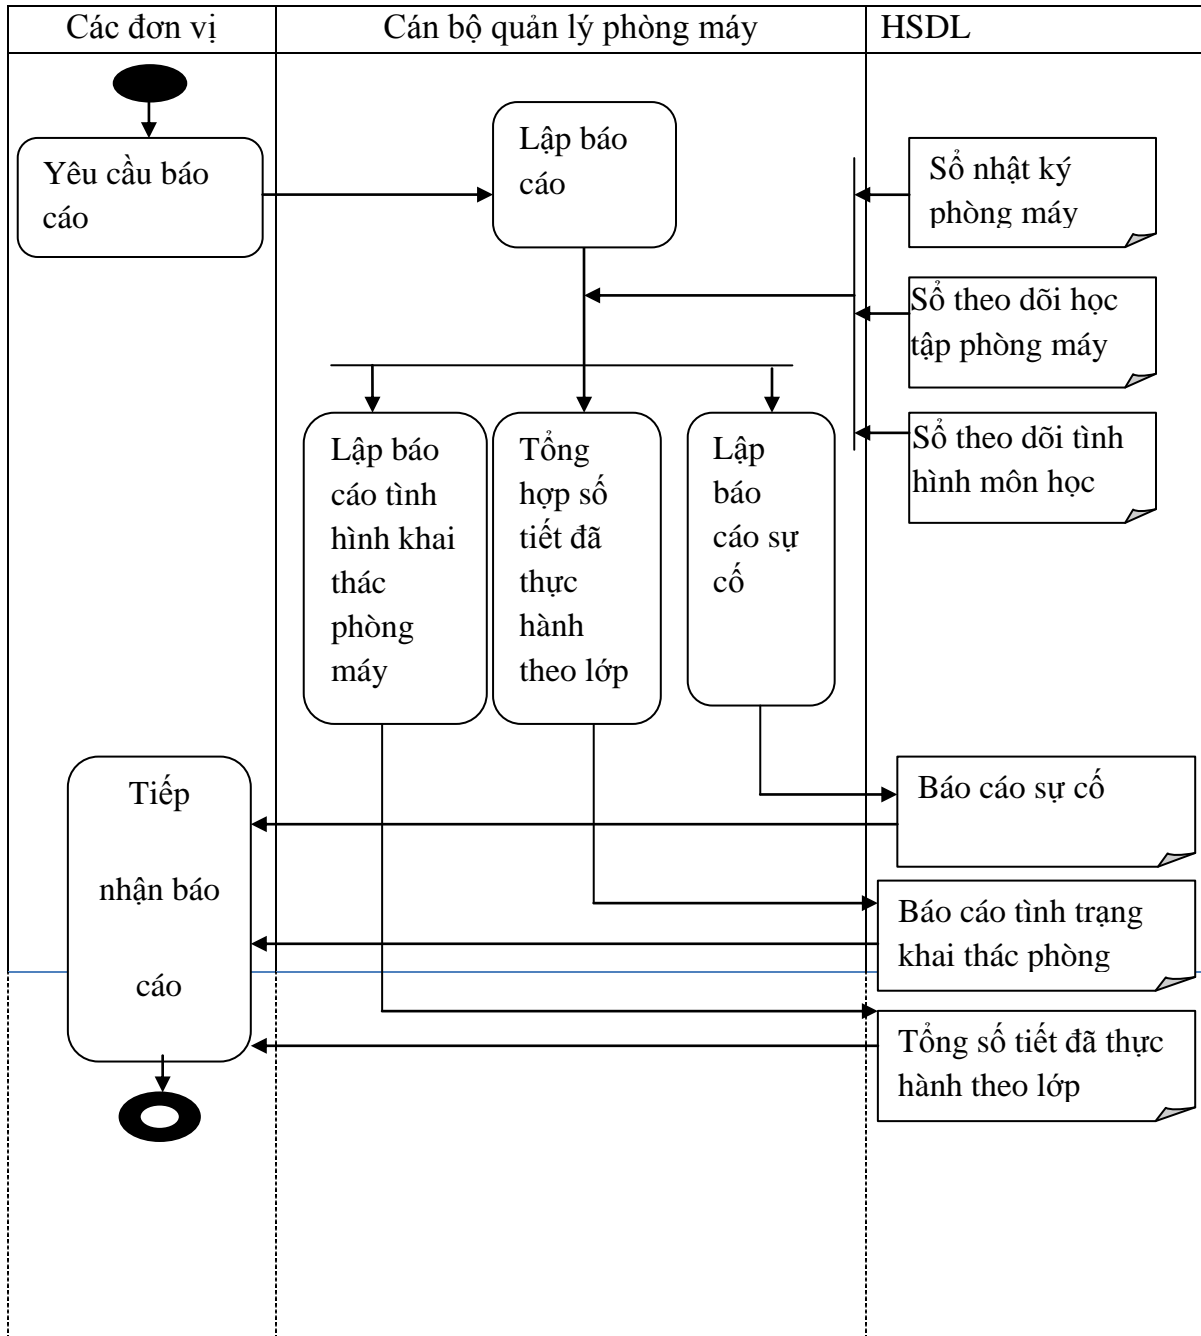 Các đơn vị
Cán bộ quản lý phòng máy
HSDL
Yêu cầu báo
cáo
Lập báo
cáo
Sổ nhật ký
phòng máy
Sổ theo dõi học
tập phòng máy
Sổ theo dõi tình
hình môn học
Lập báo
cáo tình
hình khai
thác
phòng
máy
Tổng
hợp số
tiết đã
thực
hành
theo lớp
Lập
báo
cáo sự
cố
Tiếp
nhận báo
cáo
Báo cáo sự cố
Báo cáo tình trạng
khai thác phòng
Tổng số tiết đã thực
hành theo lớp